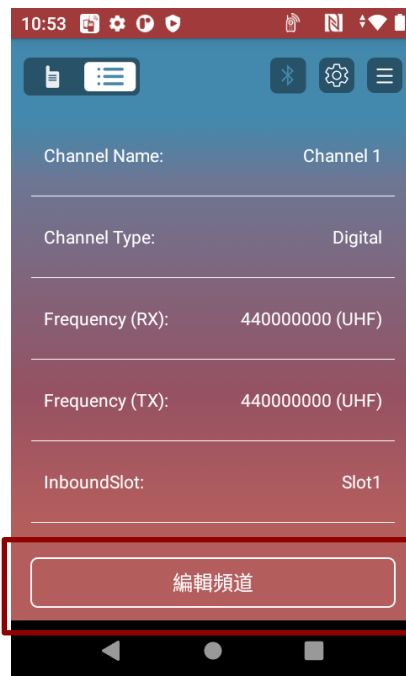 10:53
Channel Name: Channel 1
Channel Type: Digital
Frequency (RX): 440000000 (UHF)
Frequency (TX): 440000000 (UHF)
InboundSlot: Slot1
編輯頻道